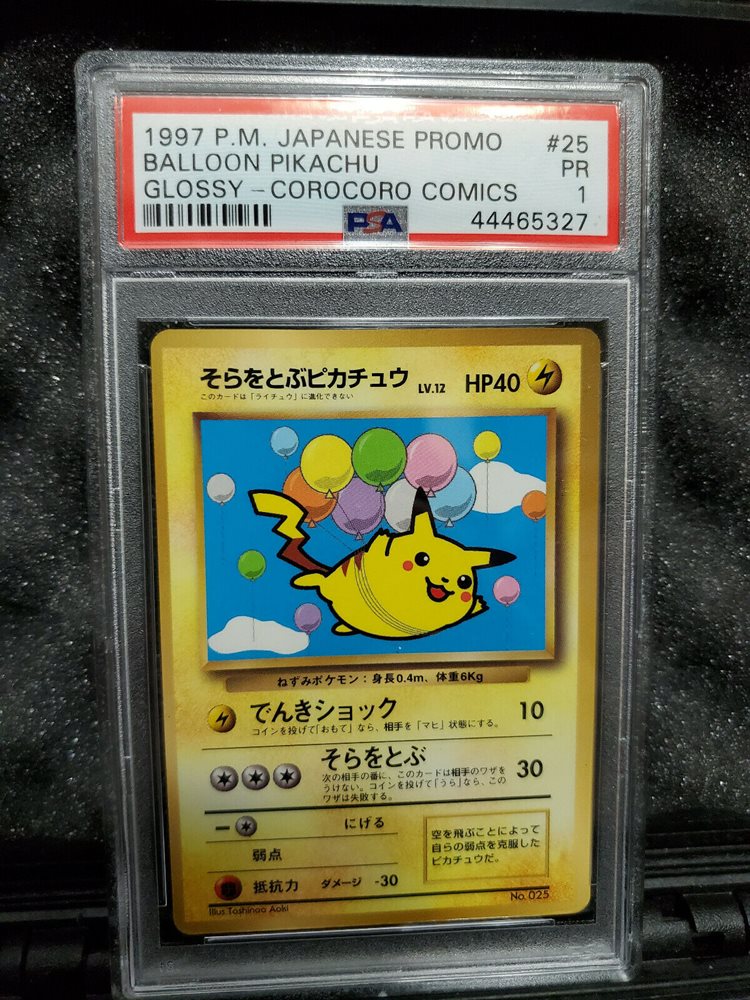 1997 P.M. JAPANESE PROMO #25
BALLOON PIKACHU PR
GLOSSY - COROCORO COMICS 1
PSA 44465327
そらをとぶピカチュウ LV.12 HP40
このカードは「ライチュウ」に進化できない
ねずみポケモン：身長0.4m、体重6Kg
でんきショック 10
コインを投げて「おもて」なら、相手を「マヒ」状態にする。
そらをとぶ 30
次の相手の番に、このカードは相手のワザを
うけない。コインを投げて「うら」なら、この
ワザは失敗する。
にげる
弱点
抵抗力 ダメージ -30
空を飛ぶことによって
自らの弱点を克服した
ピカチュウだ。
Illus. Toshinao Aoki
No. 025